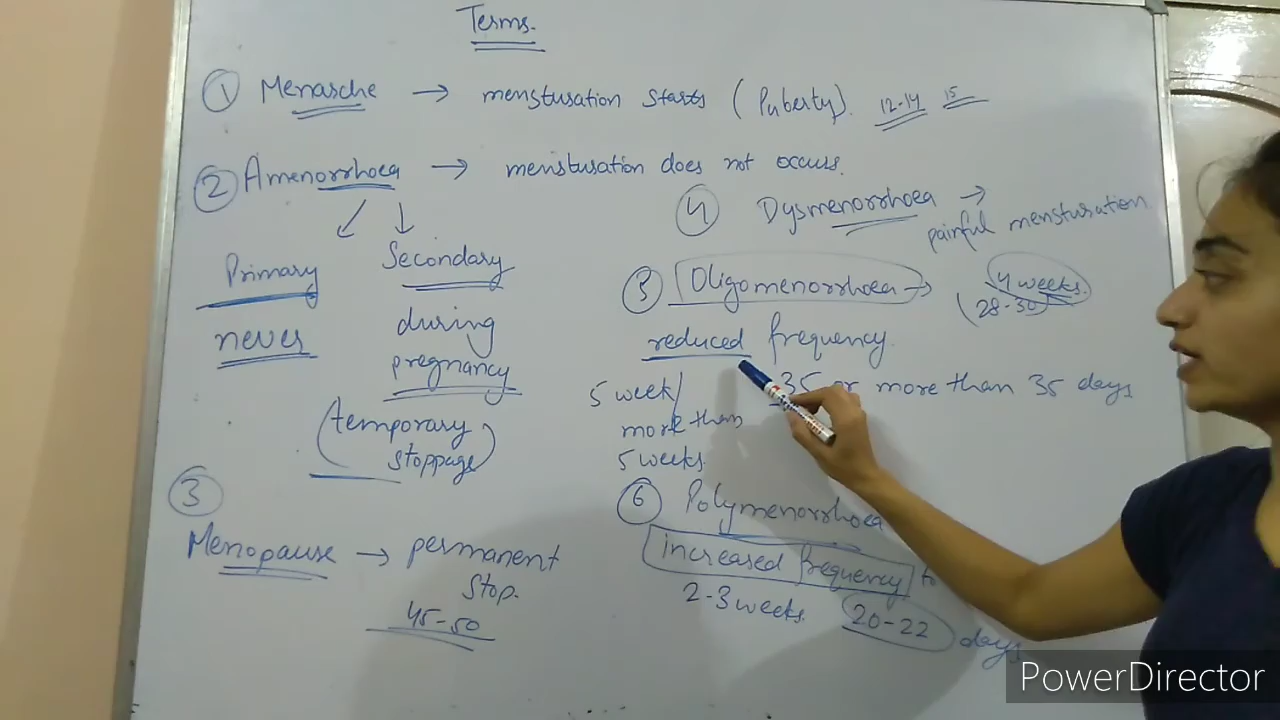 Terms.
① Menarche → menstruation starts (Puberty). 12-14 15
② Amenorrhoea → menstruation does not occurs.
Primary
never
Secondary
during
pregnancy
(temporary
stoppage)
③
Menopause → permanent
stop.
45-50
④ Dysmenorrhoea →
painful menstruation
⑤ Oligomenorrhoea → 4 weeks.
(28-30)
reduced frequency.
5 week/ 35 or more than 35 days
more than
5 weeks.
⑥ Polymenorrhoea
increased frequency to
2-3 weeks. 20-22 days
PowerDirector